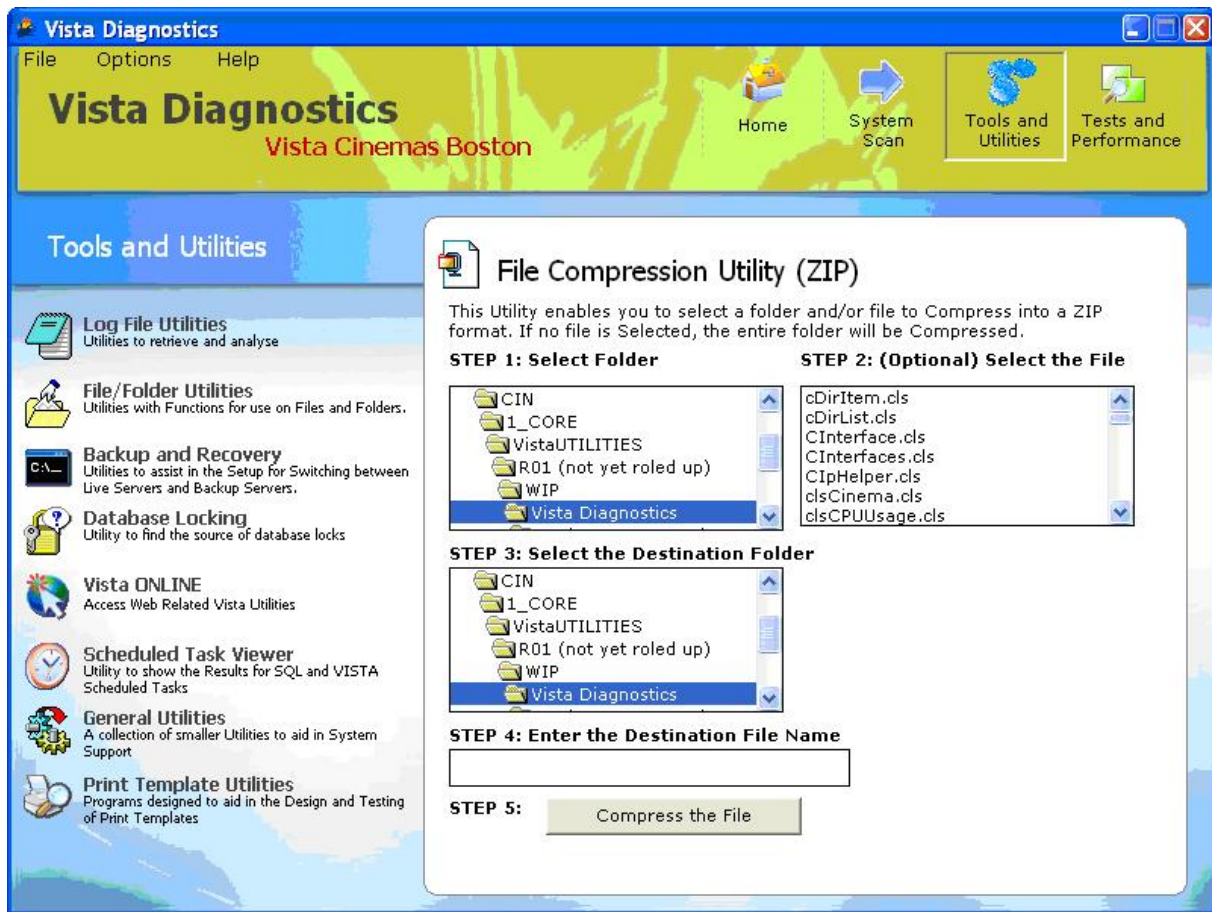 Vista Diagnostics
File Options Help
Vista Diagnostics
Vista Cinemas Boston
Home
System Scan
Tools and Utilities
Tests and Performance
Tools and Utilities
Log File Utilities
Utilities to retrieve and analyse
File/Folder Utilities
Utilities with Functions for use on Files and Folders.
Backup and Recovery
Utilities to assist in the Setup for Switching between
Live Servers and Backup Servers.
Database Locking
Utility to find the source of database locks
Vista ONLINE
Access Web Related Vista Utilities
Scheduled Task Viewer
Utility to show the Results for SQL and VISTA
Scheduled Tasks
General Utilities
A collection of smaller Utilities to aid in System
Support
Print Template Utilities
Programs designed to aid in the Design and Testing
of Print Templates
File Compression Utility (ZIP)
This Utility enables you to select a folder and/or file to Compress into a ZIP
format. If no file is Selected, the entire folder will be Compressed.
STEP 1: Select Folder
CIN
1_CORE
VistaUTILITIES
R01 (not yet roled up)
WIP
Vista Diagnostics
STEP 2: (Optional) Select the File
cDirItem.cls
cDirList.cls
CInterface.cls
CInterfaces.cls
CIpHelper.cls
clsCinema.cls
clsCPUUsage.cls
STEP 3: Select the Destination Folder
CIN
1_CORE
VistaUTILITIES
R01 (not yet roled up)
WIP
Vista Diagnostics
STEP 4: Enter the Destination File Name
STEP 5:
Compress the File
C:\_